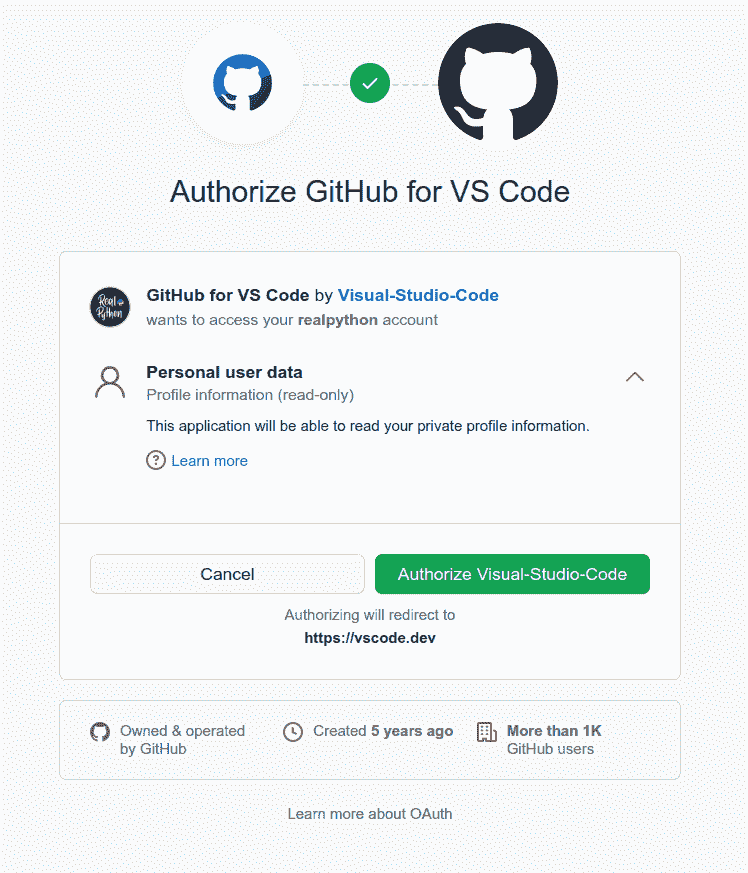 Authorize GitHub for VS Code
Real
Python
GitHub for VS Code by Visual-Studio-Code
wants to access your realpython account
Personal user data
Profile information (read-only)
This application will be able to read your private profile information.
? Learn more
Cancel
Authorize Visual-Studio-Code
Authorizing will redirect to
https://vscode.dev
Owned & operated
by GitHub
Created 5 years ago
More than 1K
GitHub users
Learn more about OAuth